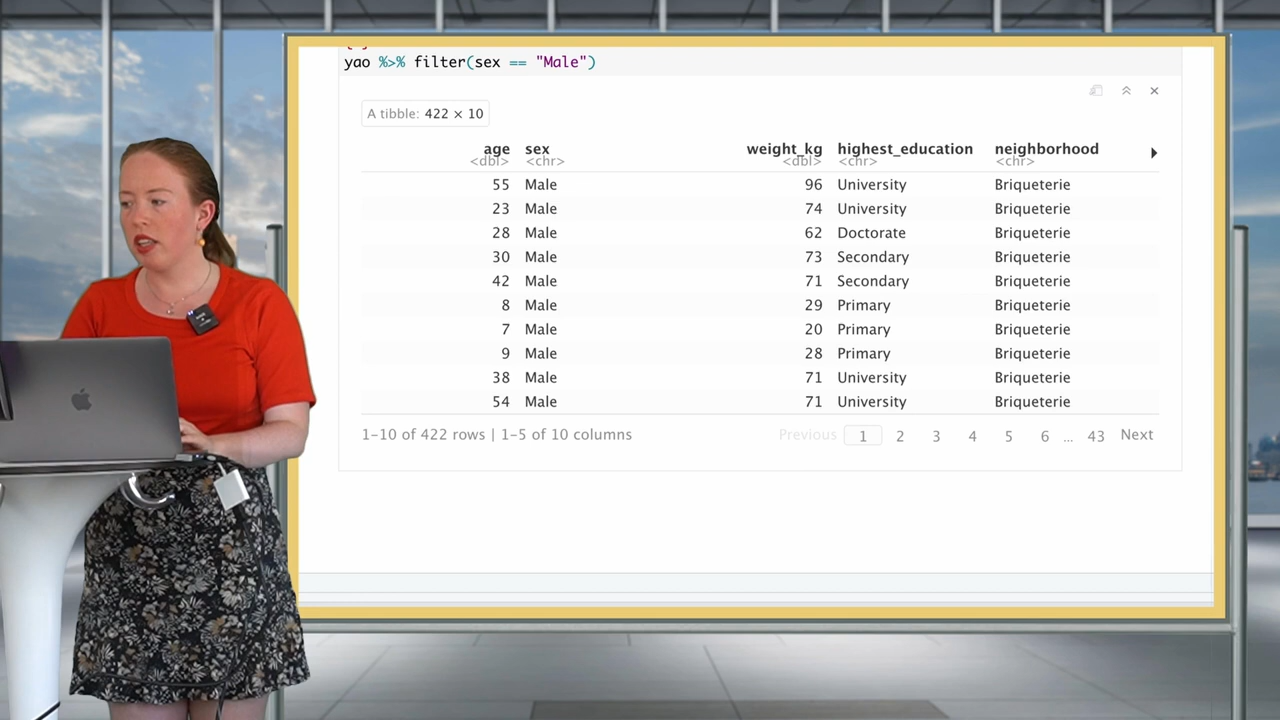 yao %>% filter(sex == "Male")
A tibble: 422 × 10
age sex weight_kg highest_education neighborhood
<dbl> <chr> <dbl> <chr> <chr>
55 Male 96 University Briqueterie
23 Male 74 University Briqueterie
28 Male 62 Doctorate Briqueterie
30 Male 73 Secondary Briqueterie
42 Male 71 Secondary Briqueterie
8 Male 29 Primary Briqueterie
7 Male 20 Primary Briqueterie
9 Male 28 Primary Briqueterie
38 Male 71 University Briqueterie
54 Male 71 University Briqueterie
1-10 of 422 rows | 1-5 of 10 columns Previous 1 2 3 4 5 6 ... 43 Next